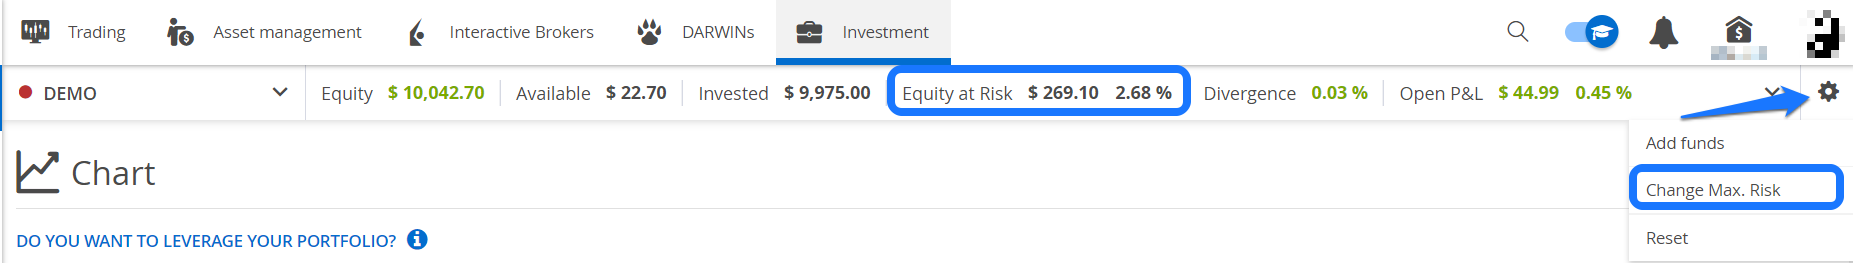 Trading Asset management Interactive Brokers DARWINs Investment
DEMO Equity $ 10,042.70 Available $ 22.70 Invested $ 9,975.00 Equity at Risk $ 269.10 2.68 % Divergence 0.03 % Open P&L $ 44.99 0.45 %
Add funds
Chart
Change Max. Risk
Reset
DO YOU WANT TO LEVERAGE YOUR PORTFOLIO?